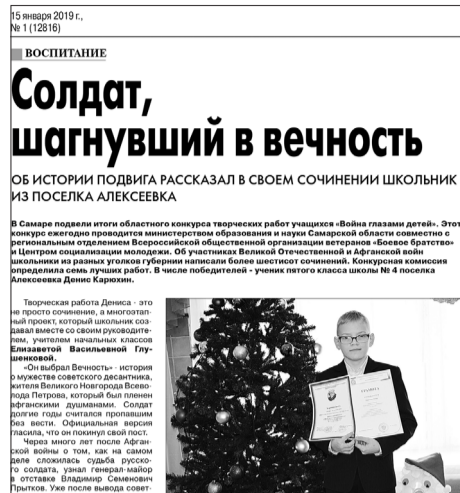 15 января 2019 г.,
№ 1 (12816)
ВОСПИТАНИЕ
Солдат,
шагнувший в вечность
ОБ ИСТОРИИ ПОДВИГА РАССКАЗАЛ В СВОЕМ СОЧИНЕНИИ ШКОЛЬНИК
ИЗ ПОСЕЛКА АЛЕКСЕЕВКА
В Самаре подвели итоги областного конкурса творческих работ учащихся «Война глазами детей». Этот
конкурс ежегодно проводится министерством образования и науки Самарской области совместно с
региональным отделением Всероссийской общественной организации ветеранов «Боевое братство»
и Центром социализации молодежи. Об участниках Великой Отечественной и Афганской войн
школьники из разных уголков губернии написали более шестисот сочинений. Конкурсная комиссия
определила семь лучших работ. В числе победителей - ученик пятого класса школы № 4 поселка
Алексеевка Денис Карюхин.
Творческая работа Дениса - это
не просто сочинение, а многоэтап-
ный проект, который школьник соз-
давал вместе со своим руководите-
лем, учителем начальных классов
Елизаветой Васильевной Глу-
шенковой.
«Он выбрал Вечность» - история
о мужестве советского десантника,
жителя Великого Новгорода Всево-
лода Петрова, который был пленен
афганскими душманами. Солдат
долгие годы считался пропавшим
без вести. Официальная версия
гласила, что он покинул свой пост.
Через много лет после Афган-
ской войны о том, как на самом
деле сложилась судьба русско-
го солдата, узнал генерал-майор
в отставке Владимир Семенович
Прытков. Уже после вывода совет-
ГРАМОТА